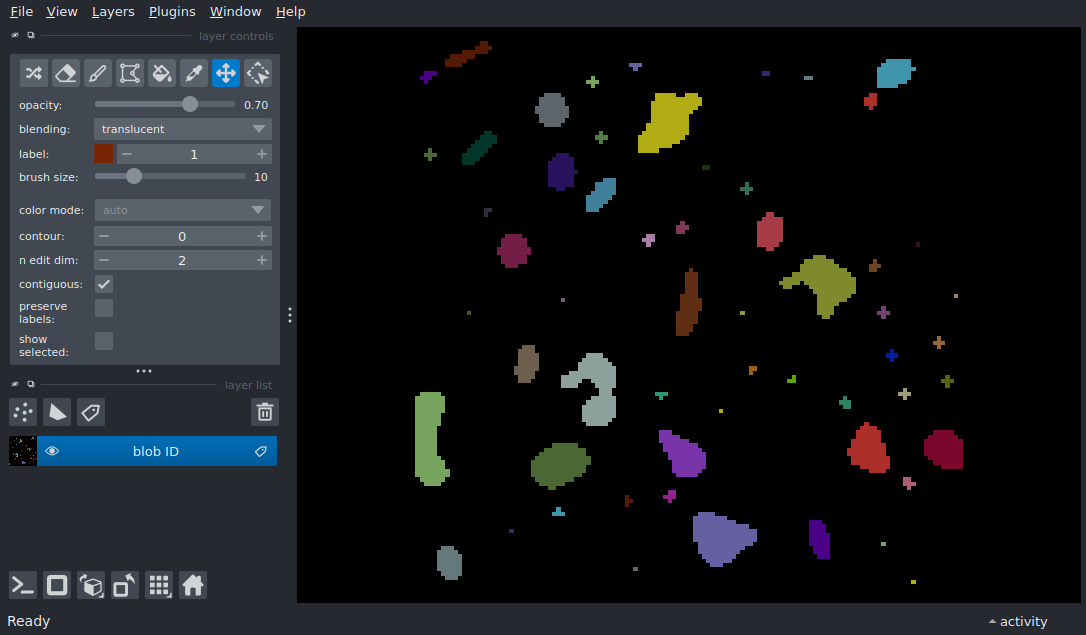 File View Layers Plugins Window Help
layer controls
opacity: 0.70
blending: translucent
label: 1
brush size: 10
color mode: auto
contour: 0
n edit dim: 2
contiguous:
preserve
labels:
show
selected:
layer list
blob ID
Ready activity